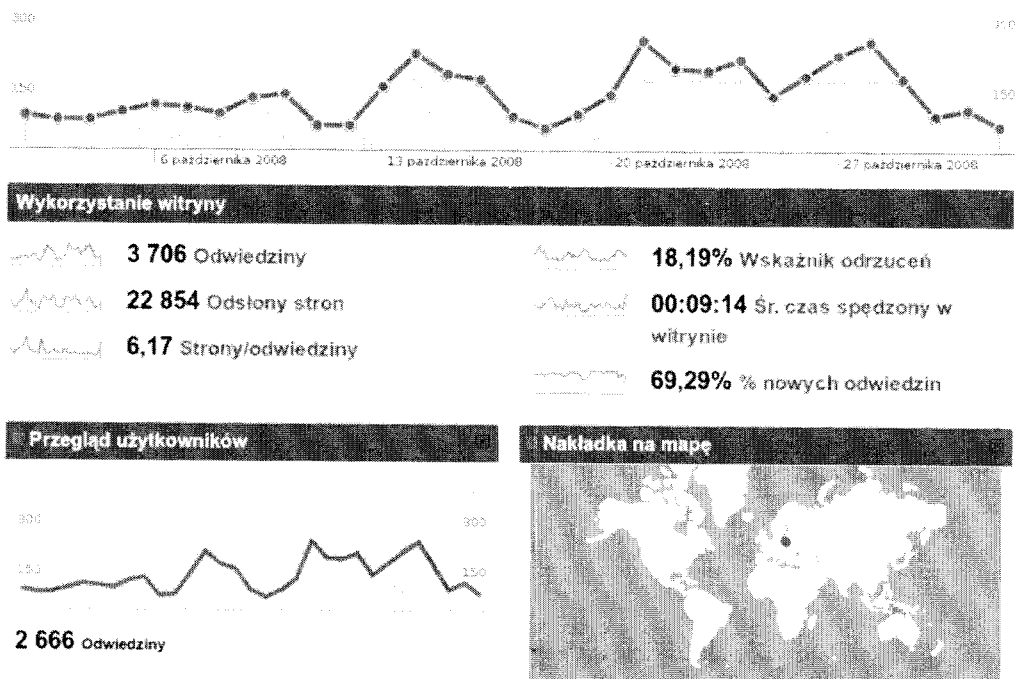 300
310
150
150
6 października 2008
13 października 2008
20 października 2008
27 października 2008
Wykorzystanie witryny
3 706 Odwiedziny
22 854 Odsłony stron
6,17 Strony/odwiedziny
18,19% Wskaźnik odrzuceń
00:09:14 Śr. czas spędzony w
witrynie
69,29% % nowych odwiedzin
Przegląd użytkowników
300
300
150
150
2 666 Odwiedziny
Nakładka na mapę